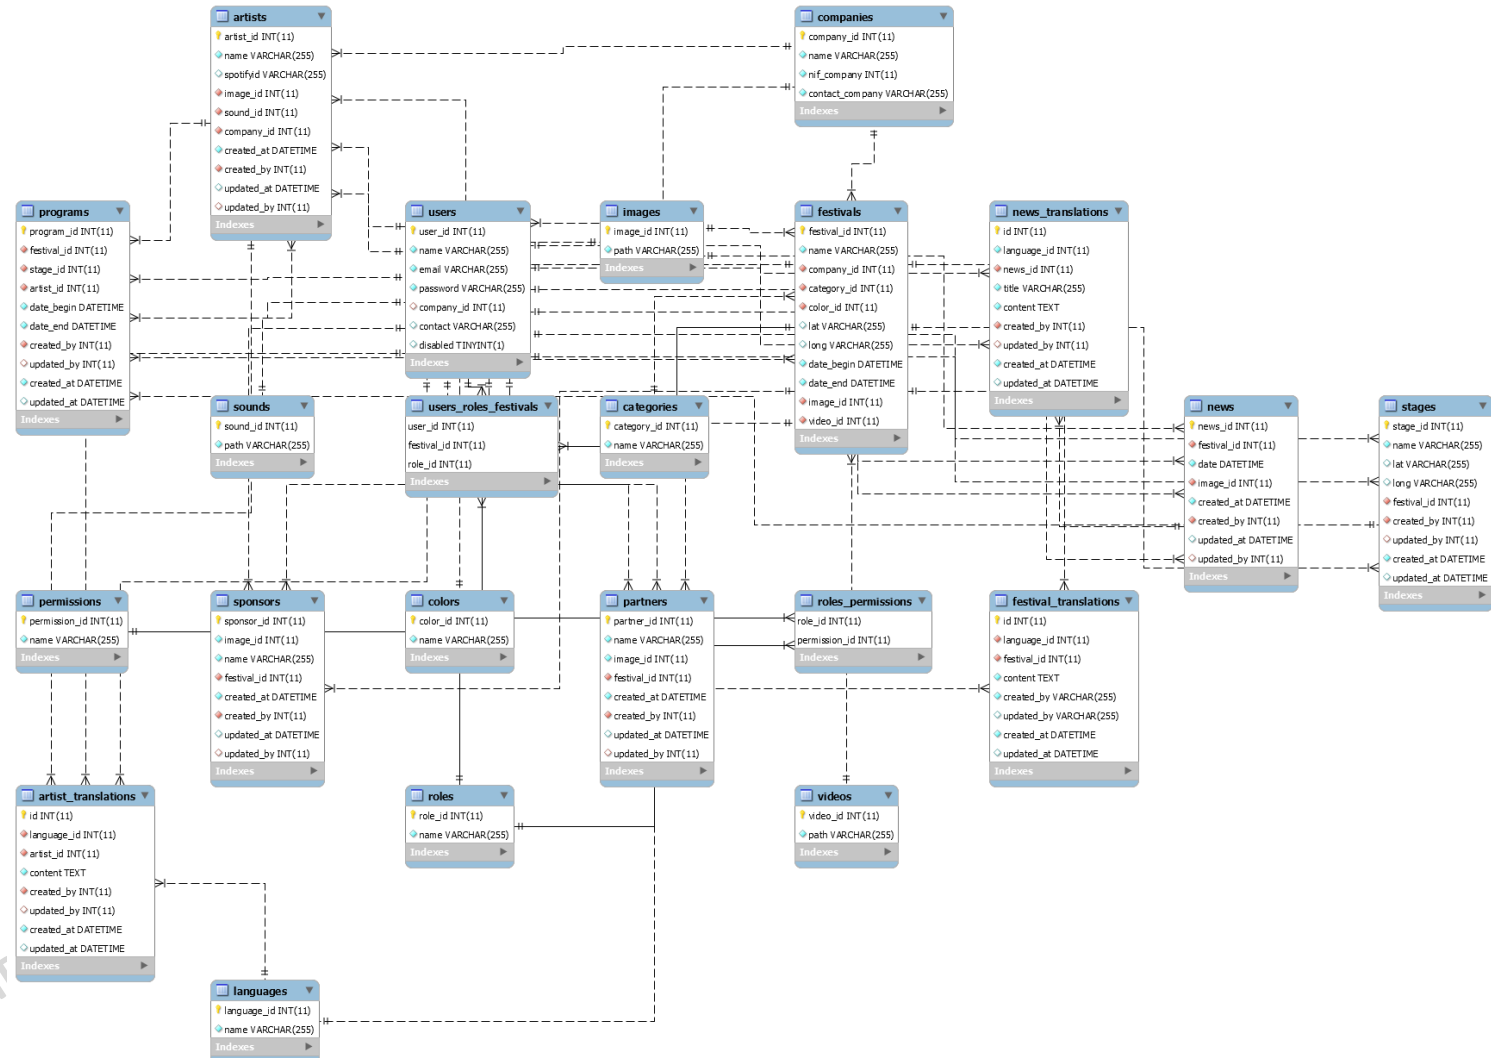 artists
artist_id INT(11)
name VARCHAR(255)
spotifyid VARCHAR(255)
image_id INT(11)
sound_id INT(11)
company_id INT(11)
created_at DATETIME
created_by INT(11)
updated_at DATETIME
updated_by INT(11)
Indexes
companies
company_id INT(11)
name VARCHAR(255)
nif_company INT(11)
contact_company VARCHAR(255)
Indexes
programs
program_id INT(11)
festival_id INT(11)
stage_id INT(11)
artist_id INT(11)
date_begin DATETIME
date_end DATETIME
created_by INT(11)
updated_by INT(11)
created_at DATETIME
updated_at DATETIME
Indexes
users
user_id INT(11)
name VARCHAR(255)
email VARCHAR(255)
password VARCHAR(255)
company_id INT(11)
contact VARCHAR(255)
disabled TINYINT(1)
Indexes
images
image_id INT(11)
path VARCHAR(255)
Indexes
festivals
festival_id INT(11)
name VARCHAR(255)
company_id INT(11)
category_id INT(11)
color_id INT(11)
lat VARCHAR(255)
long VARCHAR(255)
date_begin DATETIME
date_end DATETIME
image_id INT(11)
video_id INT(11)
Indexes
news_translations
id INT(11)
language_id INT(11)
news_id INT(11)
title VARCHAR(255)
content TEXT
created_by INT(11)
updated_by INT(11)
created_at DATETIME
updated_at DATETIME
Indexes
sounds
sound_id INT(11)
path VARCHAR(255)
Indexes
users_roles_festivals
user_id INT(11)
festival_id INT(11)
role_id INT(11)
Indexes
categories
category_id INT(11)
name VARCHAR(255)
Indexes
news
news_id INT(11)
festival_id INT(11)
date DATETIME
image_id INT(11)
created_at DATETIME
created_by INT(11)
updated_at DATETIME
updated_by INT(11)
Indexes
stages
stage_id INT(11)
name VARCHAR(255)
lat VARCHAR(255)
long VARCHAR(255)
festival_id INT(11)
created_by INT(11)
updated_by INT(11)
created_at DATETIME
updated_at DATETIME
Indexes
permissions
permission_id INT(11)
name VARCHAR(255)
Indexes
sponsors
sponsor_id INT(11)
image_id INT(11)
name VARCHAR(255)
festival_id INT(11)
created_at DATETIME
created_by INT(11)
updated_at DATETIME
updated_by INT(11)
Indexes
colors
color_id INT(11)
name VARCHAR(255)
Indexes
partners
partner_id INT(11)
name VARCHAR(255)
image_id INT(11)
festival_id INT(11)
created_at DATETIME
created_by INT(11)
updated_at DATETIME
updated_by INT(11)
Indexes
roles_permissions
role_id INT(11)
permission_id INT(11)
Indexes
festival_translations
id INT(11)
language_id INT(11)
festival_id INT(11)
content TEXT
created_by VARCHAR(255)
updated_by VARCHAR(255)
created_at DATETIME
updated_at DATETIME
Indexes
artist_translations
id INT(11)
language_id INT(11)
artist_id INT(11)
content TEXT
created_by INT(11)
updated_by INT(11)
created_at DATETIME
updated_at DATETIME
Indexes
roles
role_id INT(11)
name VARCHAR(255)
Indexes
videos
video_id INT(11)
path VARCHAR(255)
Indexes
languages
language_id INT(11)
name VARCHAR(255)
Indexes